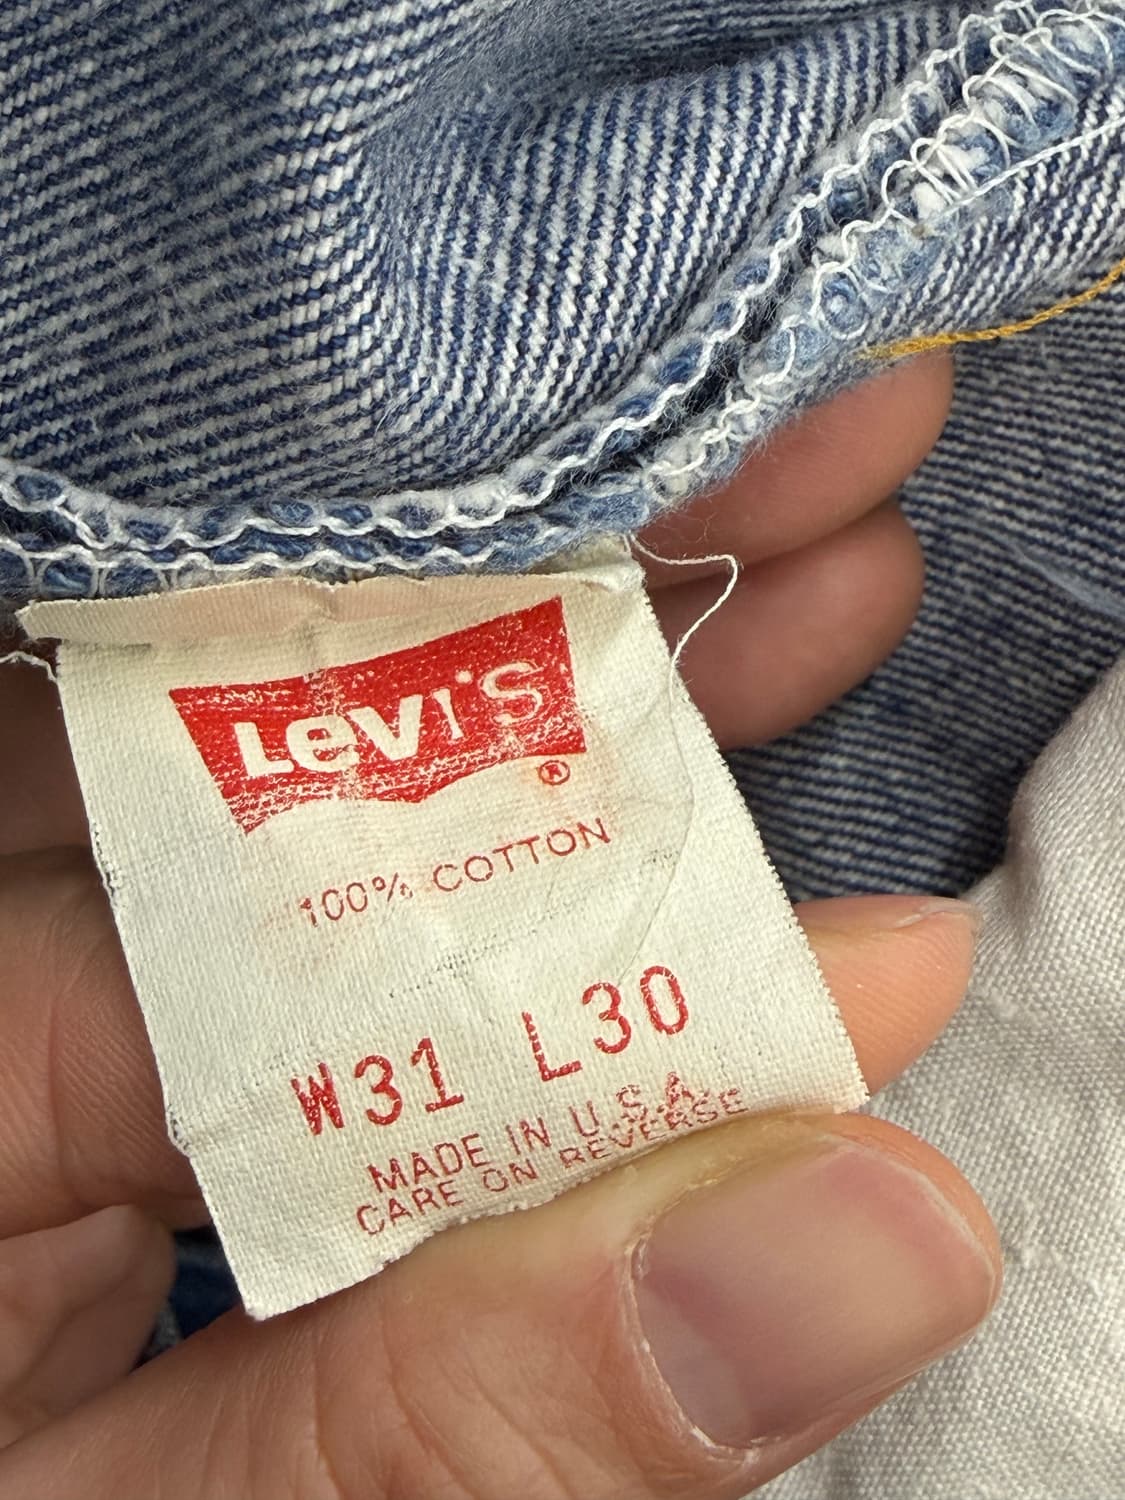 Levi's
®
100% COTTON
W31 L30
MADE IN U.S.A.
CARE ON REVERSE